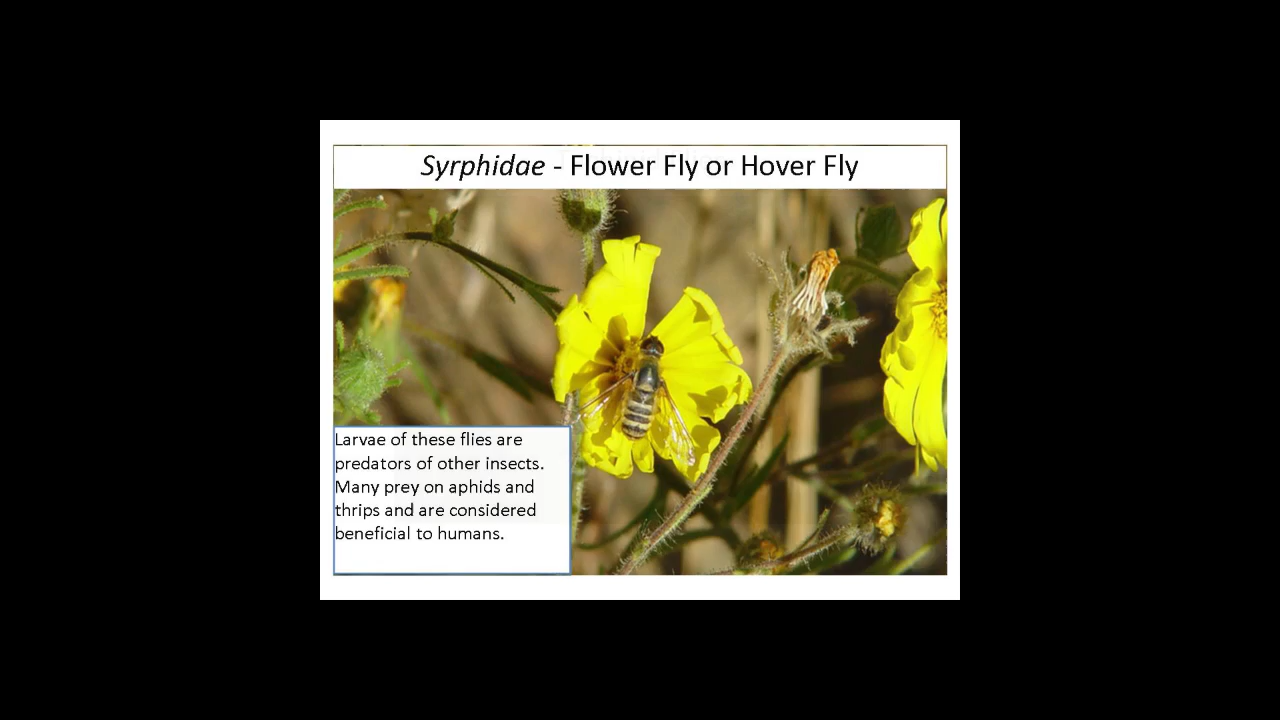 Syrphidae - Flower Fly or Hover Fly
Larvae of these flies are
predators of other insects.
Many prey on aphids and
thrips and are considered
beneficial to humans.